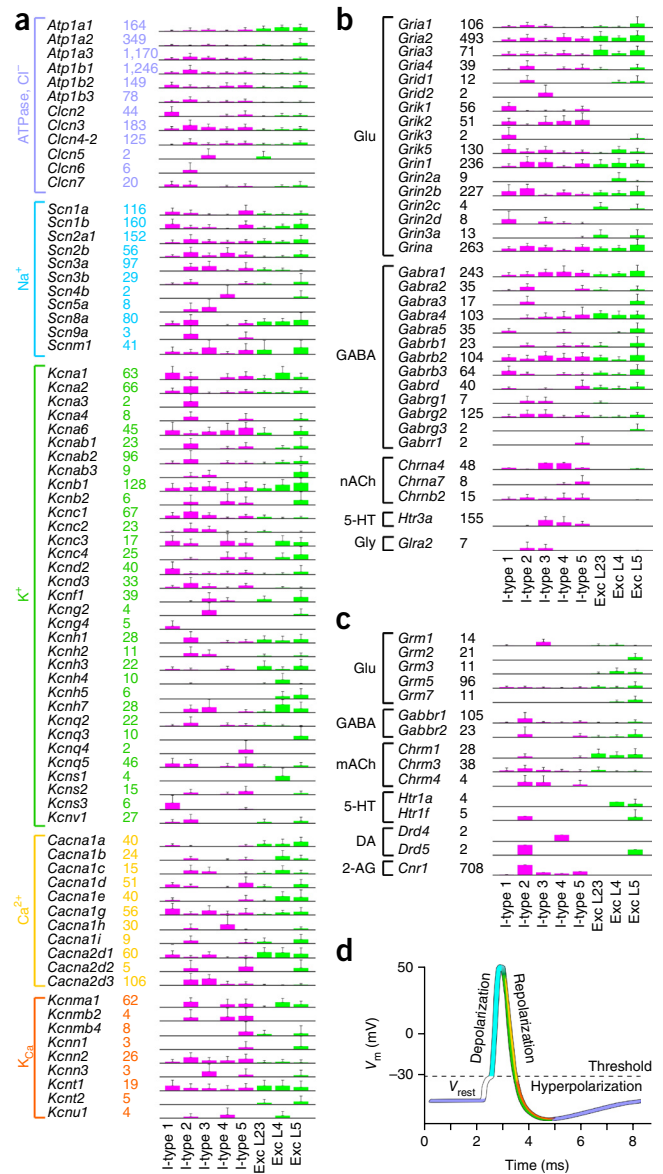 a
ATPase, Cl⁻
Atp1a1 164
Atp1a2 349
Atp1a3 1,170
Atp1b1 1,246
Atp1b2 149
Atp1b3 78
Clcn2 44
Clcn3 183
Clcn4-2 125
Clcn5 2
Clcn6 6
Clcn7 20
Na⁺
Scn1a 116
Scn1b 160
Scn2a1 152
Scn2b 56
Scn3a 97
Scn3b 29
Scn4b 2
Scn5a 8
Scn8a 80
Scn9a 3
Scnm1 41
K⁺
Kcna1 63
Kcna2 66
Kcna3 2
Kcna4 8
Kcna6 45
Kcnab1 23
Kcnab2 96
Kcnab3 9
Kcnb1 128
Kcnb2 6
Kcnc1 67
Kcnc2 23
Kcnc3 17
Kcnc4 25
Kcnd2 40
Kcnd3 33
Kcnf1 39
Kcng2 4
Kcng4 5
Kcnh1 28
Kcnh2 11
Kcnh3 22
Kcnh4 10
Kcnh5 6
Kcnh7 28
Kcnq2 22
Kcnq3 10
Kcnq4 2
Kcnq5 46
Kcns1 4
Kcns2 15
Kcns3 6
Kcnv1 27
Ca²⁺
Cacna1a 40
Cacna1b 24
Cacna1c 15
Cacna1d 51
Cacna1e 40
Cacna1g 56
Cacna1h 30
Cacna1i 9
Cacna2d1 60
Cacna2d2 5
Cacna2d3 106
K_Ca
Kcnma1 62
Kcnmb2 4
Kcnmb4 8
Kcnn1 3
Kcnn2 26
Kcnn3 3
Kcnt1 19
Kcnt2 5
Kcnu1 4
I-type 1
I-type 2
I-type 3
I-type 4
I-type 5
Exc L23
Exc L4
Exc L5
b
Glu
Gria1 106
Gria2 493
Gria3 71
Gria4 39
Grid1 12
Grid2 2
Grik1 56
Grik2 51
Grik3 2
Grik5 130
Grin1 236
Grin2a 9
Grin2b 227
Grin2c 4
Grin2d 8
Grin3a 13
Grina 263
GABA
Gabra1 243
Gabra2 35
Gabra3 17
Gabra4 103
Gabra5 35
Gabrb1 23
Gabrb2 104
Gabrb3 64
Gabrd 40
Gabrg1 7
Gabrg2 125
Gabrg3 2
Gabrr1 2
nACh
Chrna4 48
Chrna7 8
Chrnb2 15
5-HT
Htr3a 155
Gly
Glra2 7
I-type 1
I-type 2
I-type 3
I-type 4
I-type 5
Exc L23
Exc L4
Exc L5
c
Glu
Grm1 14
Grm2 21
Grm3 11
Grm5 96
Grm7 11
GABA
Gabbr1 105
Gabbr2 23
mACh
Chrm1 28
Chrm3 38
Chrm4 4
5-HT
Htr1a 4
Htr1f 5
DA
Drd4 2
Drd5 2
2-AG
Cnr1 708
I-type 1
I-type 2
I-type 3
I-type 4
I-type 5
Exc L23
Exc L4
Exc L5
d
V_m (mV)
50
0
–30
Depolarization
Repolarization
Threshold
V_rest
Hyperpolarization
0 2 4 6 8
Time (ms)